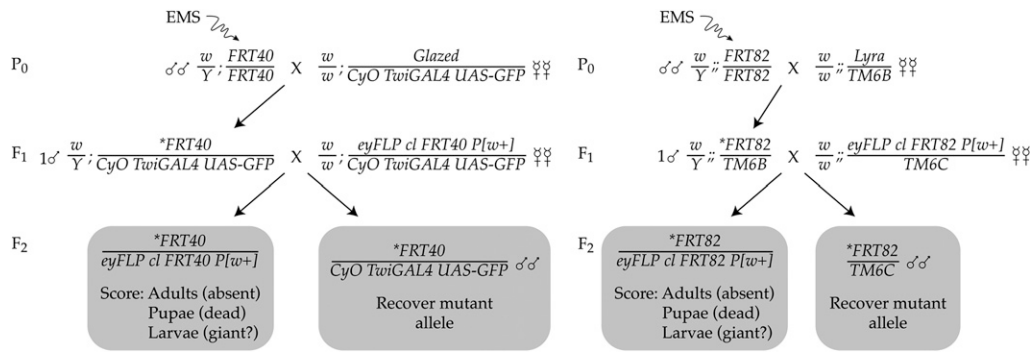 EMS
P0 ♂♂ w/Y ; FRT40/FRT40 X w/w ; Glazed/CyO TwiGAL4 UAS-GFP ☿☿
F1 1♂ w/Y ; *FRT40/CyO TwiGAL4 UAS-GFP X w/w ; eyFLP cl FRT40 P[w+]/CyO TwiGAL4 UAS-GFP ☿☿
F2
*FRT40/eyFLP cl FRT40 P[w+]
Score: Adults (absent)
Pupae (dead)
Larvae (giant?)
*FRT40/CyO TwiGAL4 UAS-GFP ♂♂
Recover mutant
allele
EMS
P0 ♂♂ w/Y ;; FRT82/FRT82 X w/w ;; Lyra/TM6B ☿☿
F1 1♂ w/Y ;; *FRT82/TM6B X w/w ;; eyFLP cl FRT82 P[w+]/TM6C ☿☿
F2
*FRT82/eyFLP cl FRT82 P[w+]
Score: Adults (absent)
Pupae (dead)
Larvae (giant?)
*FRT82/TM6C ♂♂
Recover mutant
allele